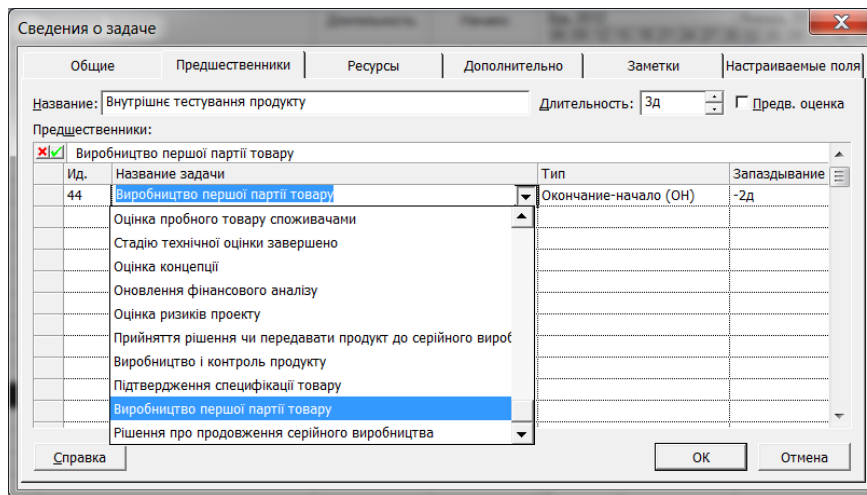 Сведения о задаче
Общие Предшественники Ресурсы Дополнительно Заметки Настраиваемые поля
Название: Внутрішнє тестування продукту Длительность: 3д Предв. оценка
Предшественники:
Виробництво першої партії товару
Ид. Название задачи Тип Запаздывание
44 Виробництво першої партії товару Окончание-начало (ОН) -2д
Оцінка пробного товару споживачами
Стадію технічної оцінки завершено
Оцінка концепції
Оновлення фінансового аналізу
Оцінка ризиків проекту
Прийняття рішення чи передавати продукт до серійного вироб
Виробництво і контроль продукту
Підтвердження специфікації товару
Виробництво першої партії товару
Рішення про продовження серійного виробництва
Справка ОК Отмена